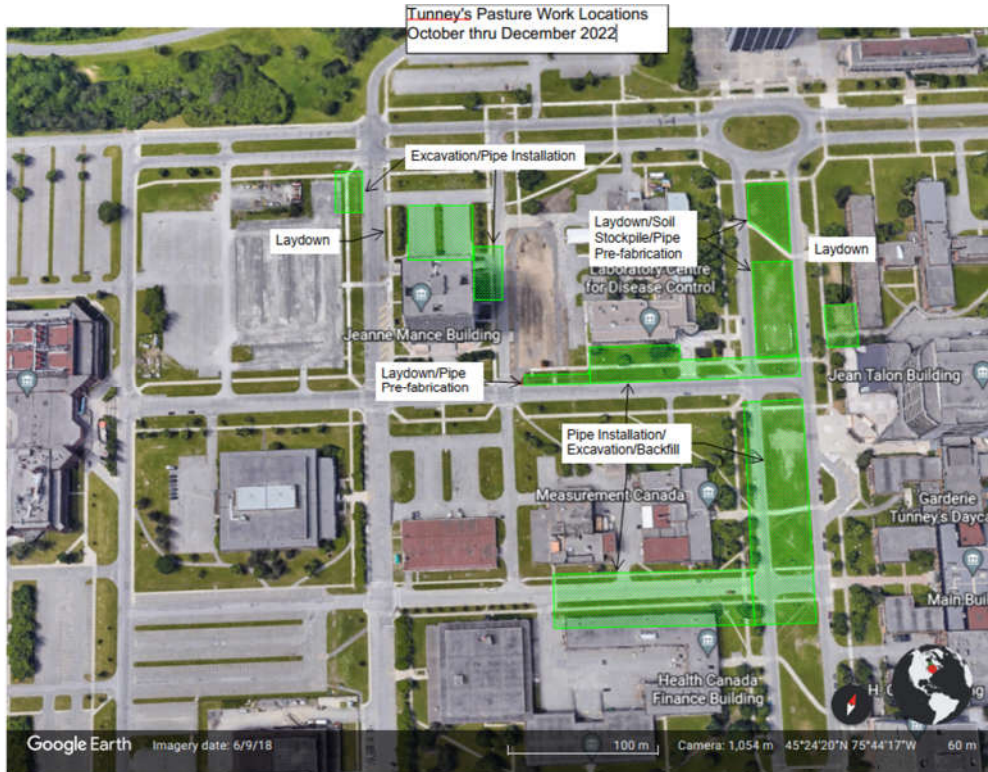 Tunney's Pasture Work Locations
October thru December 2022
Excavation/Pipe Installation
Laydown
Laydown/Soil
Stockpile/Pipe
Pre-fabrication
Laydown
Laboratory Centre
for Disease Control
Jeanne Mance Building
Laydown/Pipe
Pre-fabrication
Jean Talon Building
Pipe Installation/
Excavation/Backfill
Measurement Canada
Garderie
Tunney's Dayca
Main Buil
Health Canada
Finance Building
H.
Google Earth
Imagery date: 6/9/18
100 m
Camera: 1,054 m 45°24'20"N 75°44'17"W 60 m